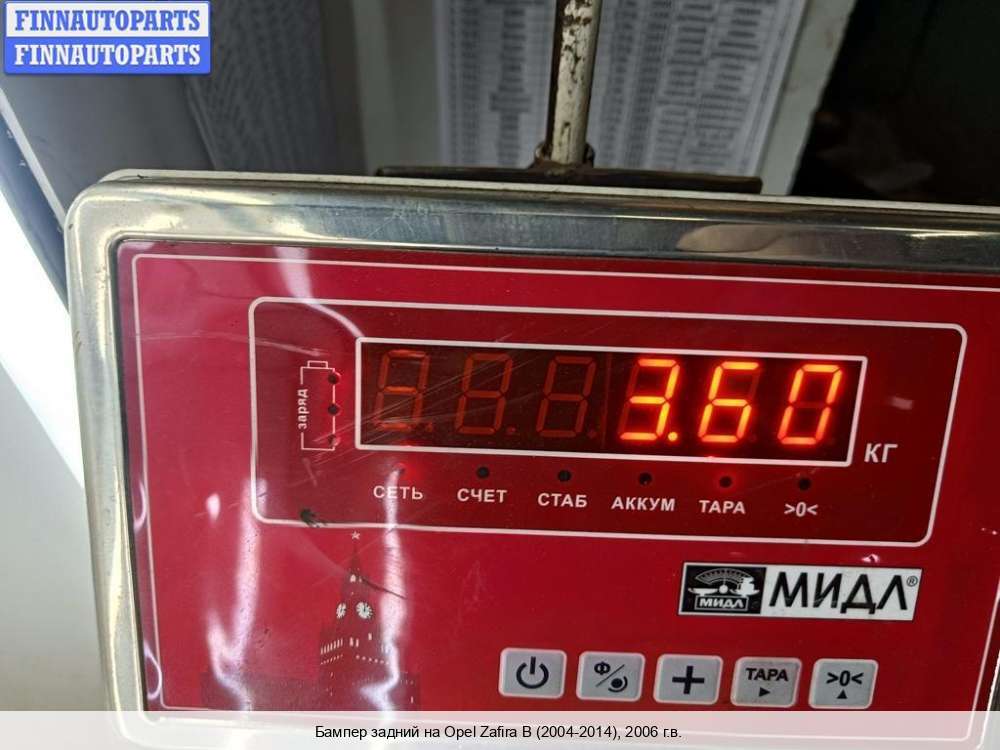 FINNAUTOPARTS
FINNAUTOPARTS
заряд
3.60
КГ
СЕТЬ СЧЕТ СТАБ АККУМ ТАРА >0<
МИДЛ МИДЛ®
Ф ТАРА >0<
Бампер задний на Opel Zafira B (2004-2014), 2006 г.в.